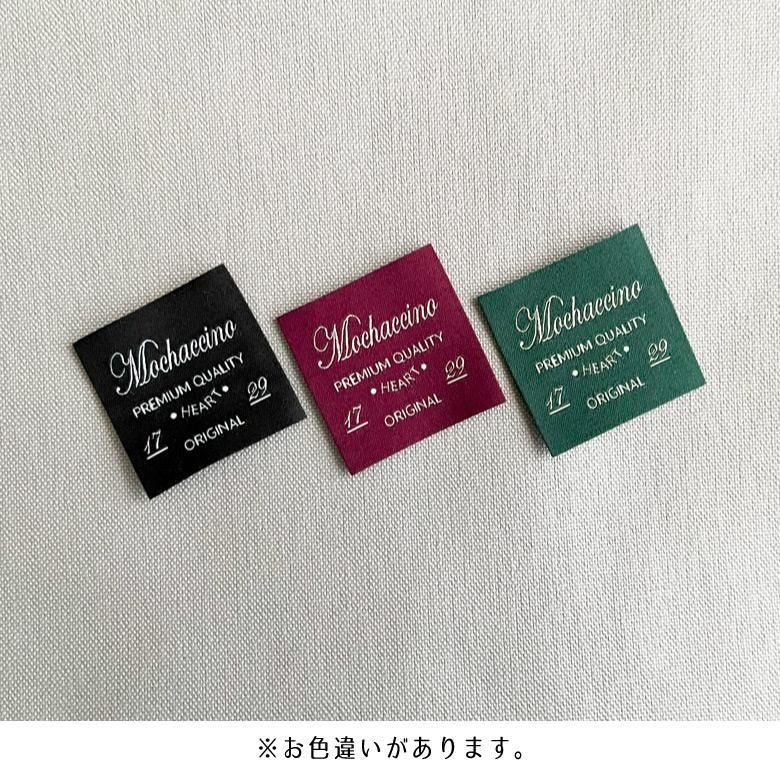 Mochaccino
PREMIUM QUALITY
• HEART •
17 29
ORIGINAL
Mochaccino
PREMIUM QUALITY
• HEART •
17 29
ORIGINAL
Mochaccino
PREMIUM QUALITY
• HEART •
17 29
ORIGINAL
※お色違いがあります。